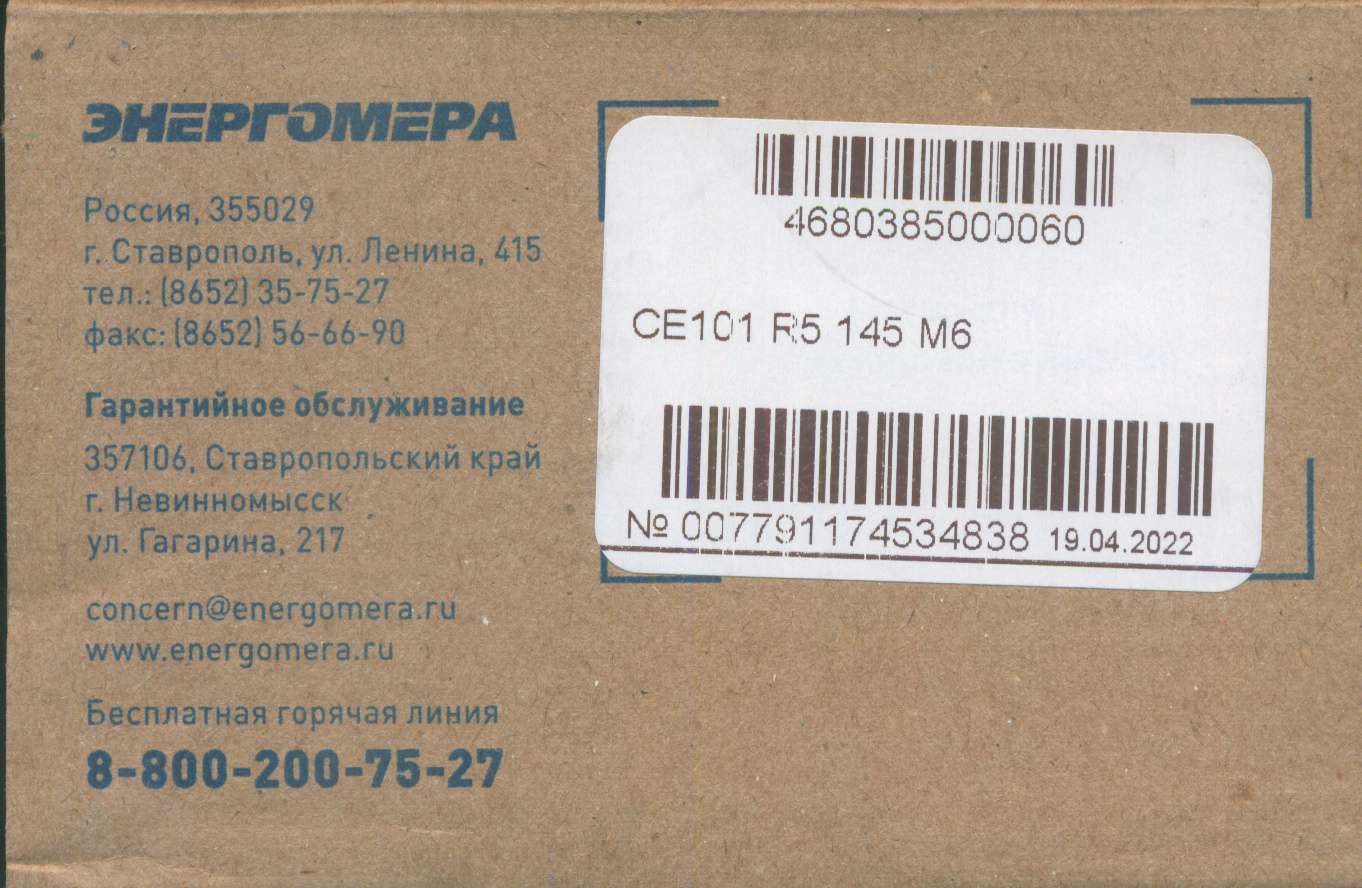 ЭНЕРГОМЕРА
Россия, 355029
г. Ставрополь, ул. Ленина, 415
тел.: (8652) 35-75-27
факс: (8652) 56-66-90
Гарантийное обслуживание
357106, Ставропольский край
г. Невинномысск
ул. Гагарина, 217
concern@energomera.ru
www.energomera.ru
Бесплатная горячая линия
8-800-200-75-27
4680385000060
CE101 R5 145 M6
№ 007791174534838 19.04.2022